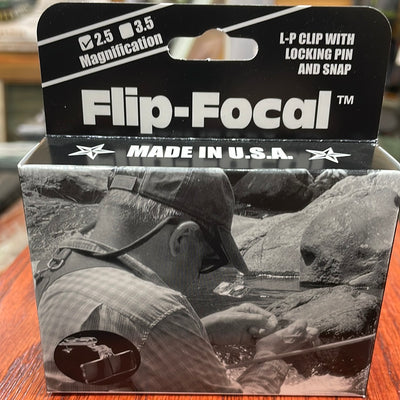 2.5 3.5
Magnification
L-P CLIP WITH
LOCKING PIN
AND SNAP
Flip-Focal™
MADE IN U.S.A.